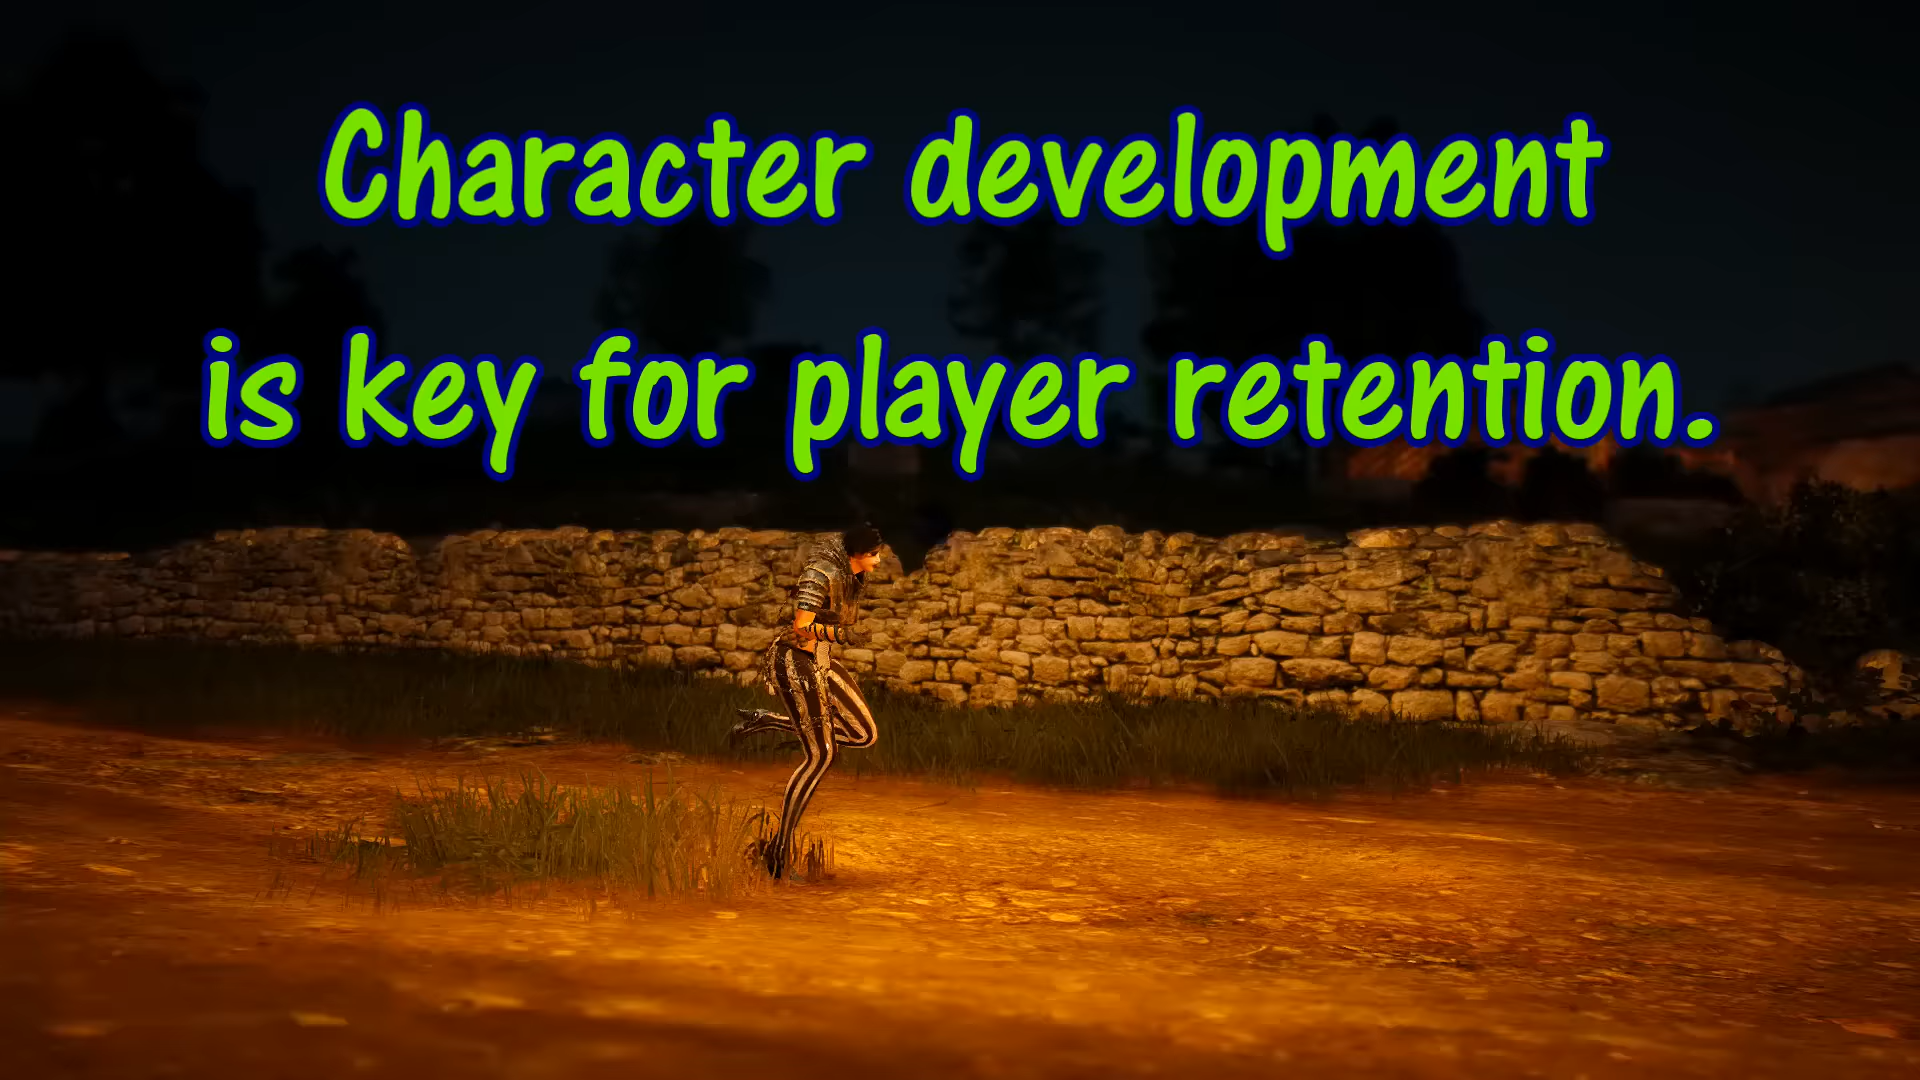 Character development
is key for player retention.